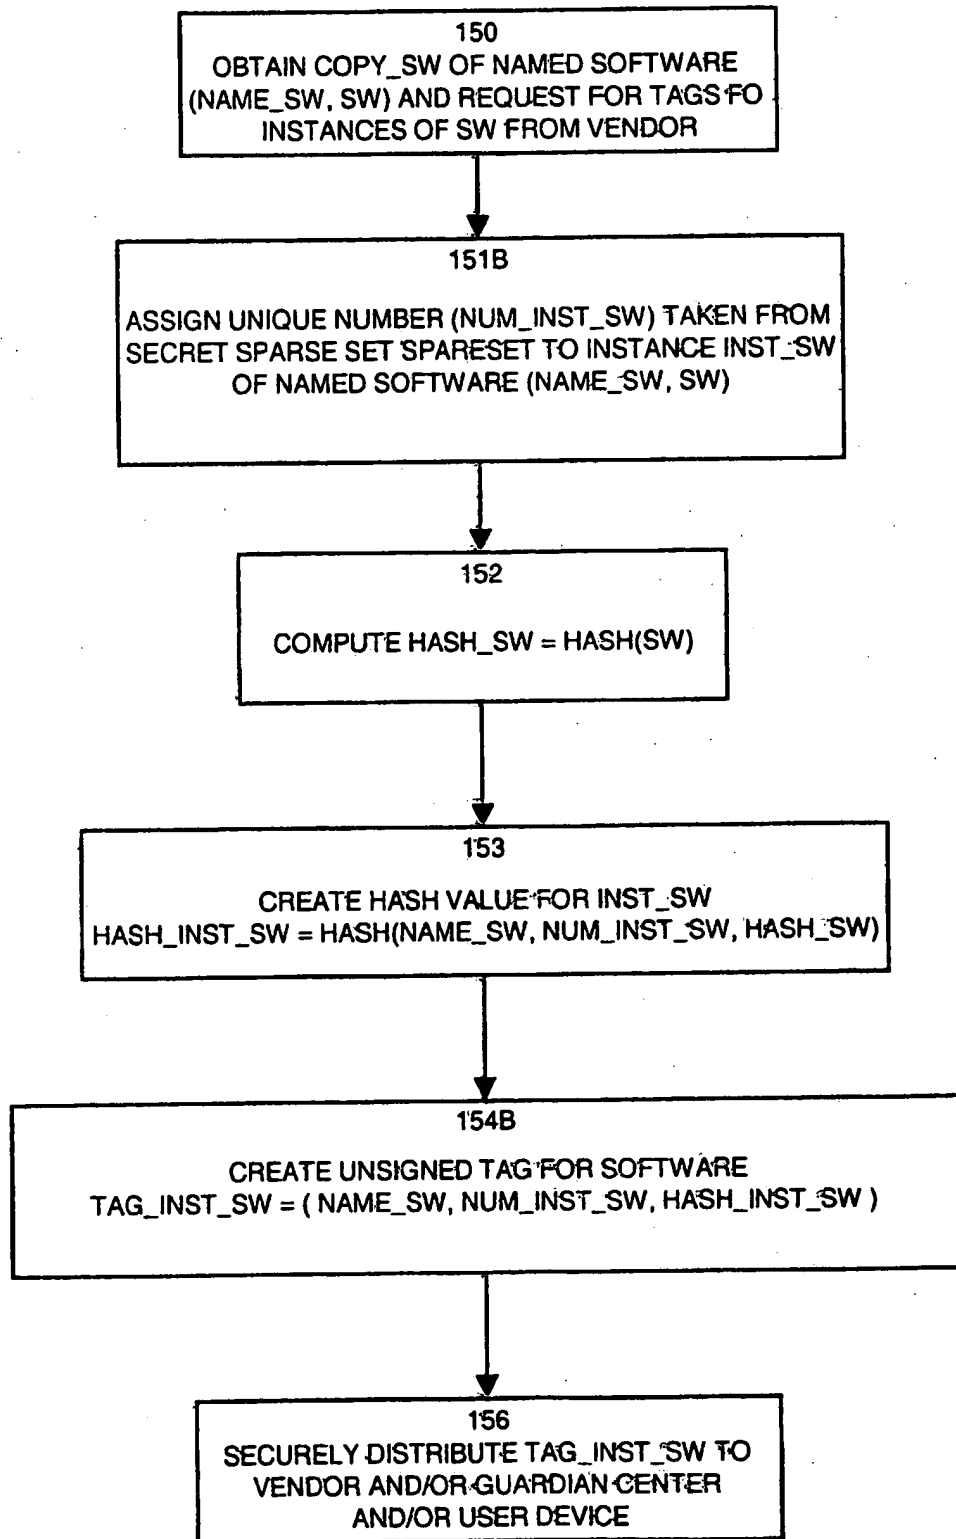 150
OBTAIN COPY_SW OF NAMED SOFTWARE
(NAME_SW, SW) AND REQUEST FOR TAGS FO
INSTANCES OF SW FROM VENDOR
151B
ASSIGN UNIQUE NUMBER (NUM_INST_SW) TAKEN FROM
SECRET SPARSE SET SPARESET TO INSTANCE INST_SW
OF NAMED SOFTWARE (NAME_SW, SW)
152
COMPUTE HASH_SW = HASH(SW)
153
CREATE HASH VALUE FOR INST_SW
HASH_INST_SW = HASH(NAME_SW, NUM_INST_SW, HASH_SW)
154B
CREATE UNSIGNED TAG FOR SOFTWARE
TAG_INST_SW = ( NAME_SW, NUM_INST_SW, HASH_INST_SW )
156
SECURELY DISTRIBUTE TAG_INST_SW TO
VENDOR AND/OR GUARDIAN CENTER
AND/OR USER DEVICE